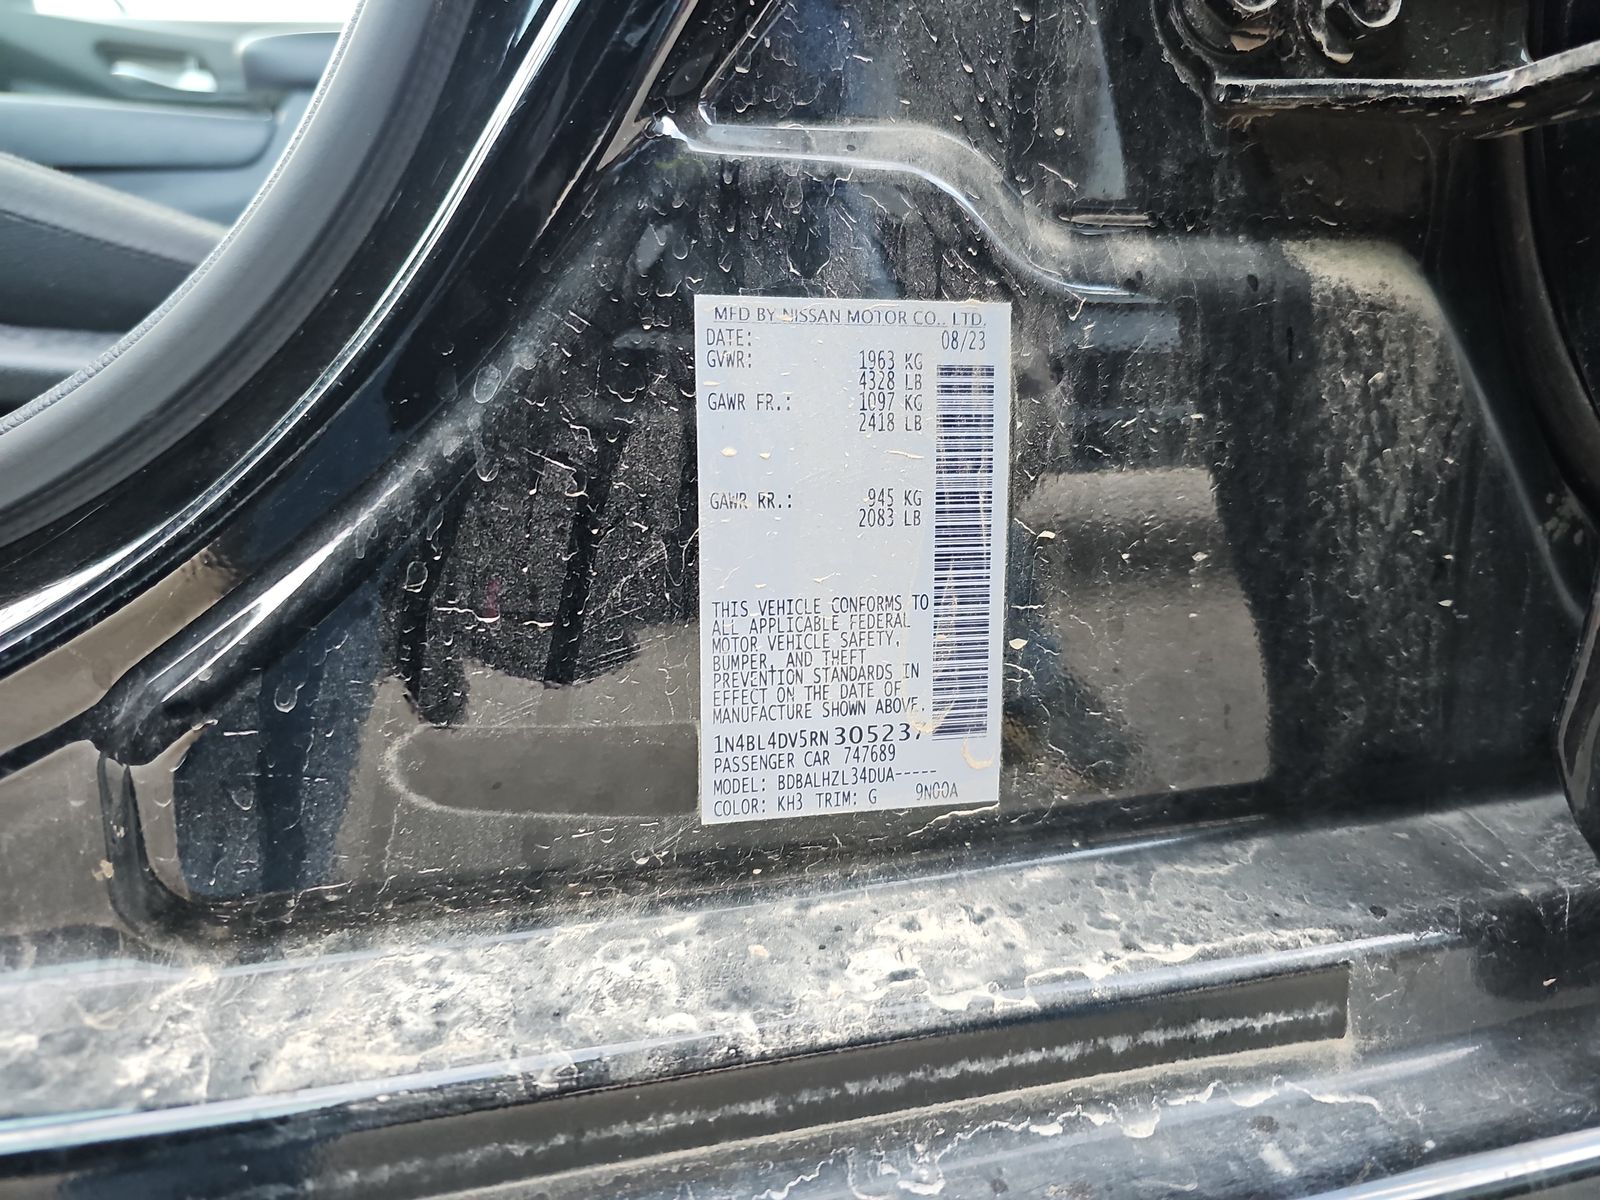 MFD BY NISSAN MOTOR CO., LTD.
DATE: 08/23
GVWR: 1963 KG
4328 LB
GAWR FR.: 1097 KG
2418 LB
GAWR RR.: 945 KG
2083 LB
THIS VEHICLE CONFORMS TO
ALL APPLICABLE FEDERAL
MOTOR VEHICLE SAFETY,
BUMPER, AND THEFT
PREVENTION STANDARDS IN
EFFECT ON THE DATE OF
MANUFACTURE SHOWN ABOVE.
1N4BL4DV5RN305237
PASSENGER CAR 747689
MODEL: BDBALHZL34DUA-----
COLOR: KH3 TRIM: G 9N00A